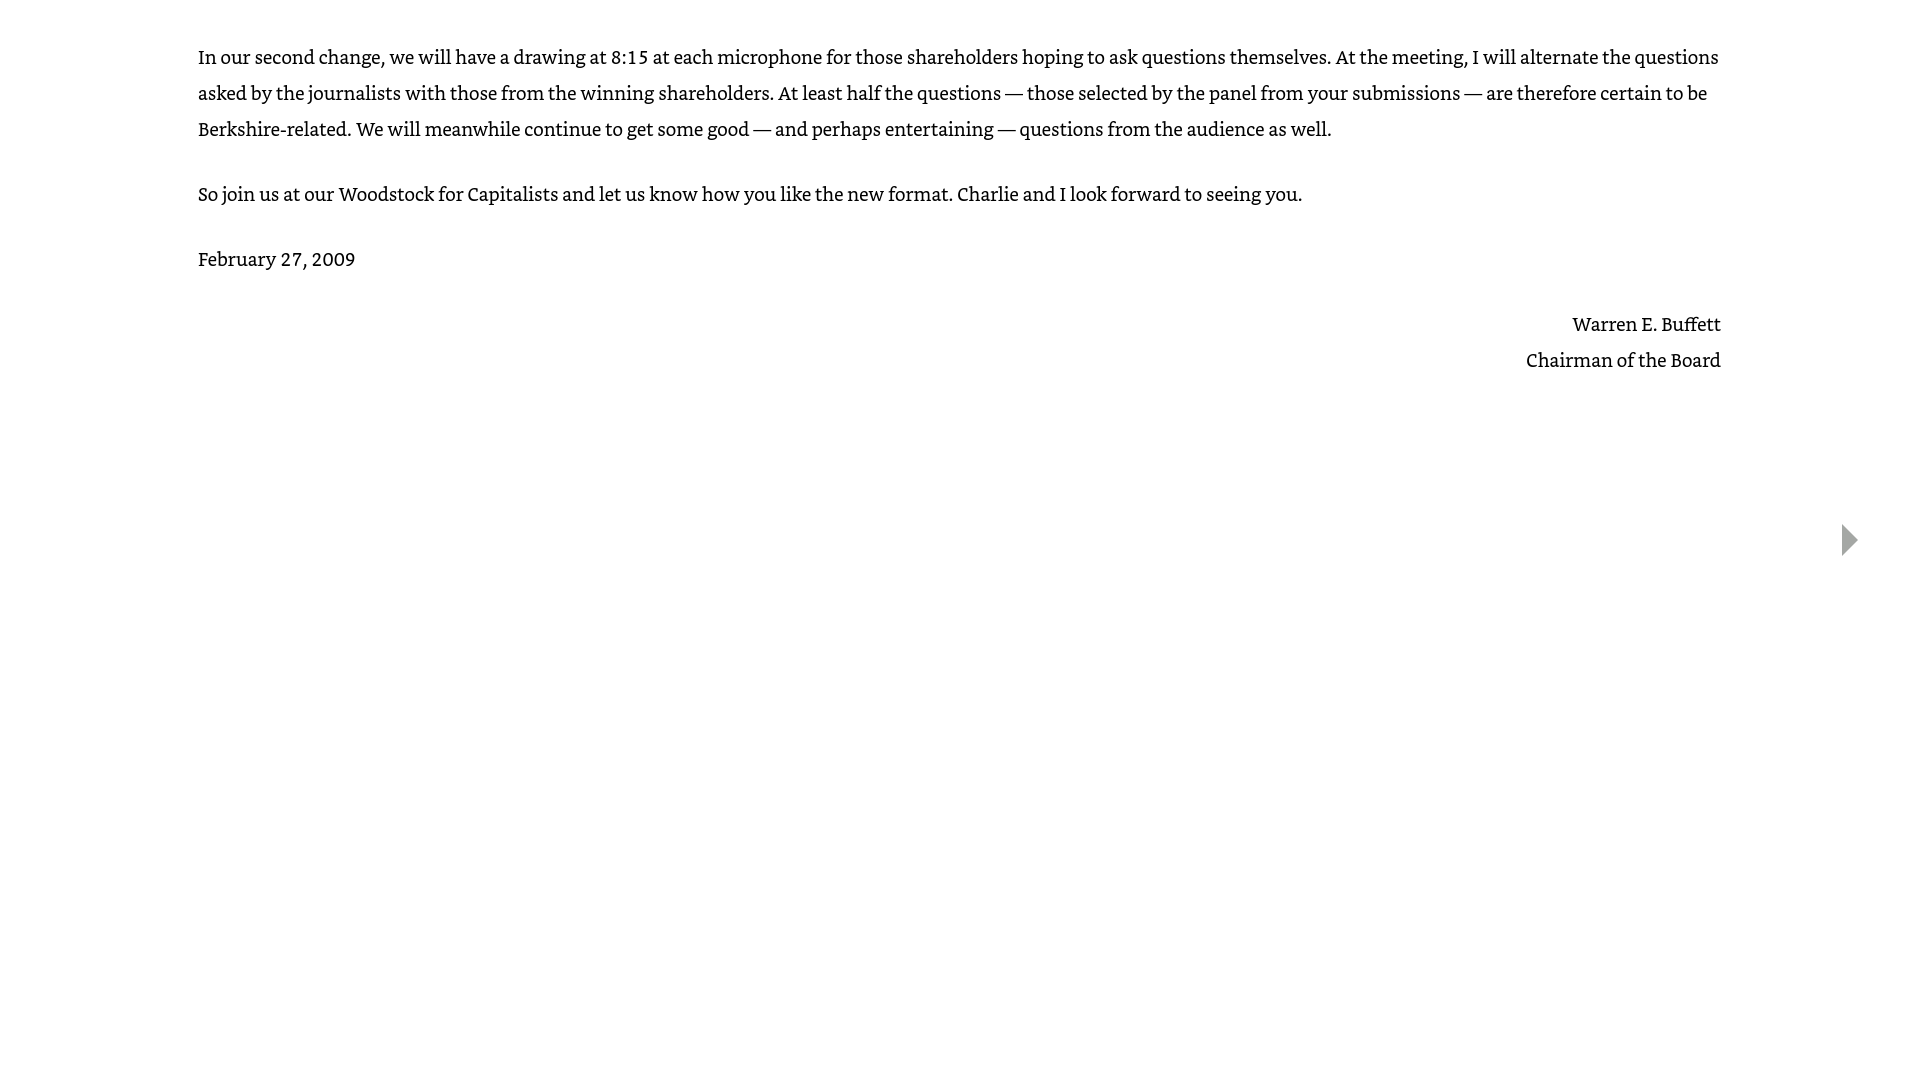 In our second change, we will have a drawing at 8:15 at each microphone for those shareholders hoping to ask questions themselves. At the meeting, I will alternate the questions
asked by the journalists with those from the winning shareholders. At least half the questions — those selected by the panel from your submissions — are therefore certain to be
Berkshire-related. We will meanwhile continue to get some good — and perhaps entertaining — questions from the audience as well.
So join us at our Woodstock for Capitalists and let us know how you like the new format. Charlie and I look forward to seeing you.
February 27, 2009
Warren E. Buffett
Chairman of the Board